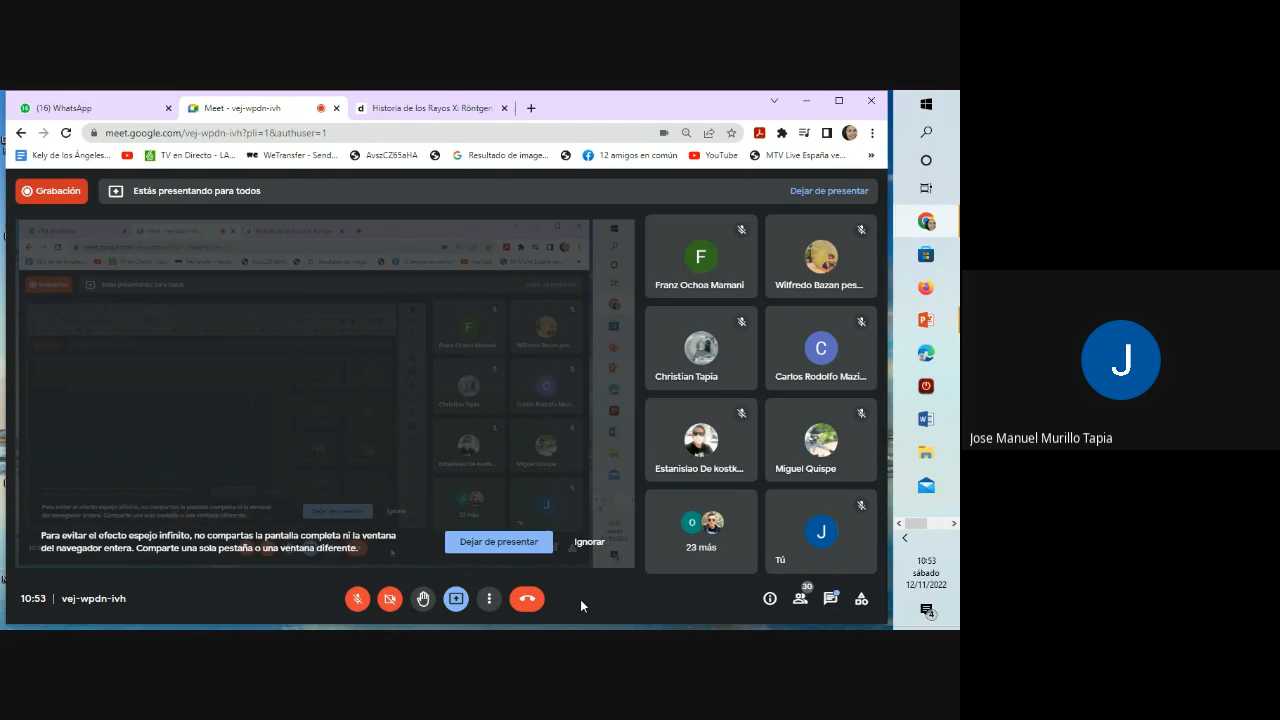 (16) WhatsApp
Meet - vej-wpdn-ivh
Historia de los Rayos X: Röntgen
meet.google.com/vej-wpdn-ivh?pli=1&authuser=1
Kely de los Ángeles...
TV en Directo - LA...
WeTransfer - Send...
AvszCZ65aHA
Resultado de image...
12 amigos en común
YouTube
MTV Live España ve...
»
Grabación
Estás presentando para todos
Dejar de presentar
Franz Ochoa Mamani
Wilfredo Bazan pes...
Christian Tapia
Carlos Rodolfo Mazi...
Estanislao De kostk...
Miguel Quispe
23 más
Tú
F
C
O
J
Para evitar el efecto espejo infinito, no compartas la pantalla completa ni la ventana
del navegador entera. Comparte una sola pestaña o una ventana diferente.
Dejar de presentar
Ignorar
10:53 | vej-wpdn-ivh
30
10:53
sábado
12/11/2022
4
J
Jose Manuel Murillo Tapia